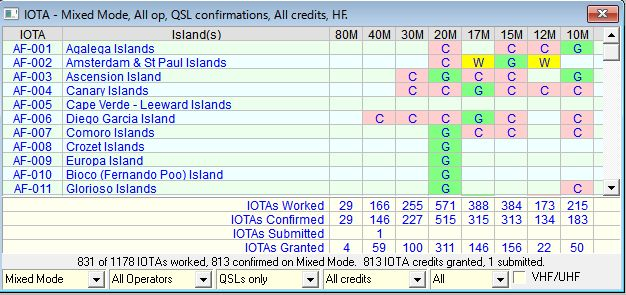 IOTA - Mixed Mode, All op, QSL confirmations, All credits, HF.
IOTA Island(s) 80M 40M 30M 20M 17M 15M 12M 10M
AF-001 Agalega Islands C C C G
AF-002 Amsterdam & St Paul Islands C W G W
AF-003 Ascension Island C G C C G
AF-004 Canary Islands C C G C C C
AF-005 Cape Verde - Leeward Islands
AF-006 Diego Garcia Island C C C G C C
AF-007 Comoro Islands G C C C
AF-008 Crozet Islands G
AF-009 Europa Island G
AF-010 Bioco (Fernando Poo) Island G
AF-011 Glorioso Islands G C
IOTAs Worked 29 166 255 571 388 384 173 215
IOTAs Confirmed 29 146 227 515 315 313 134 183
IOTAs Submitted 1
IOTAs Granted 4 59 100 311 146 156 22 50
831 of 1178 IOTAs worked, 813 confirmed on Mixed Mode. 813 IOTA credits granted, 1 submitted.
Mixed Mode All Operators QSLs only All credits All VHF/UHF